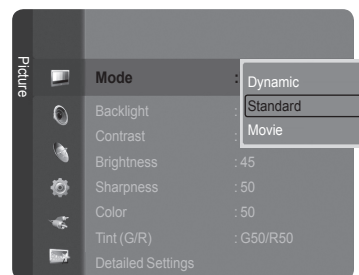 Picture
Mode : Dynamic
Standard
Movie
Backlight :
Contrast :
Brightness : 45
Sharpness : 50
Color : 50
Tint (G/R) : G50/R50
Detailed Settings